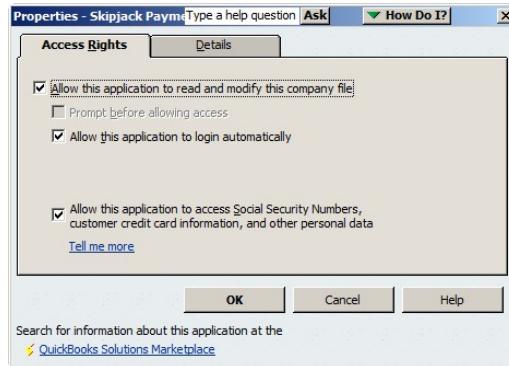 Properties - Skipjack Payme
Type a help question Ask How Do I?
Access Rights Details
Allow this application to read and modify this company file
Prompt before allowing access
Allow this application to login automatically
Allow this application to access Social Security Numbers,
customer credit card information, and other personal data
Tell me more
OK Cancel Help
Search for information about this application at the
QuickBooks Solutions Marketplace